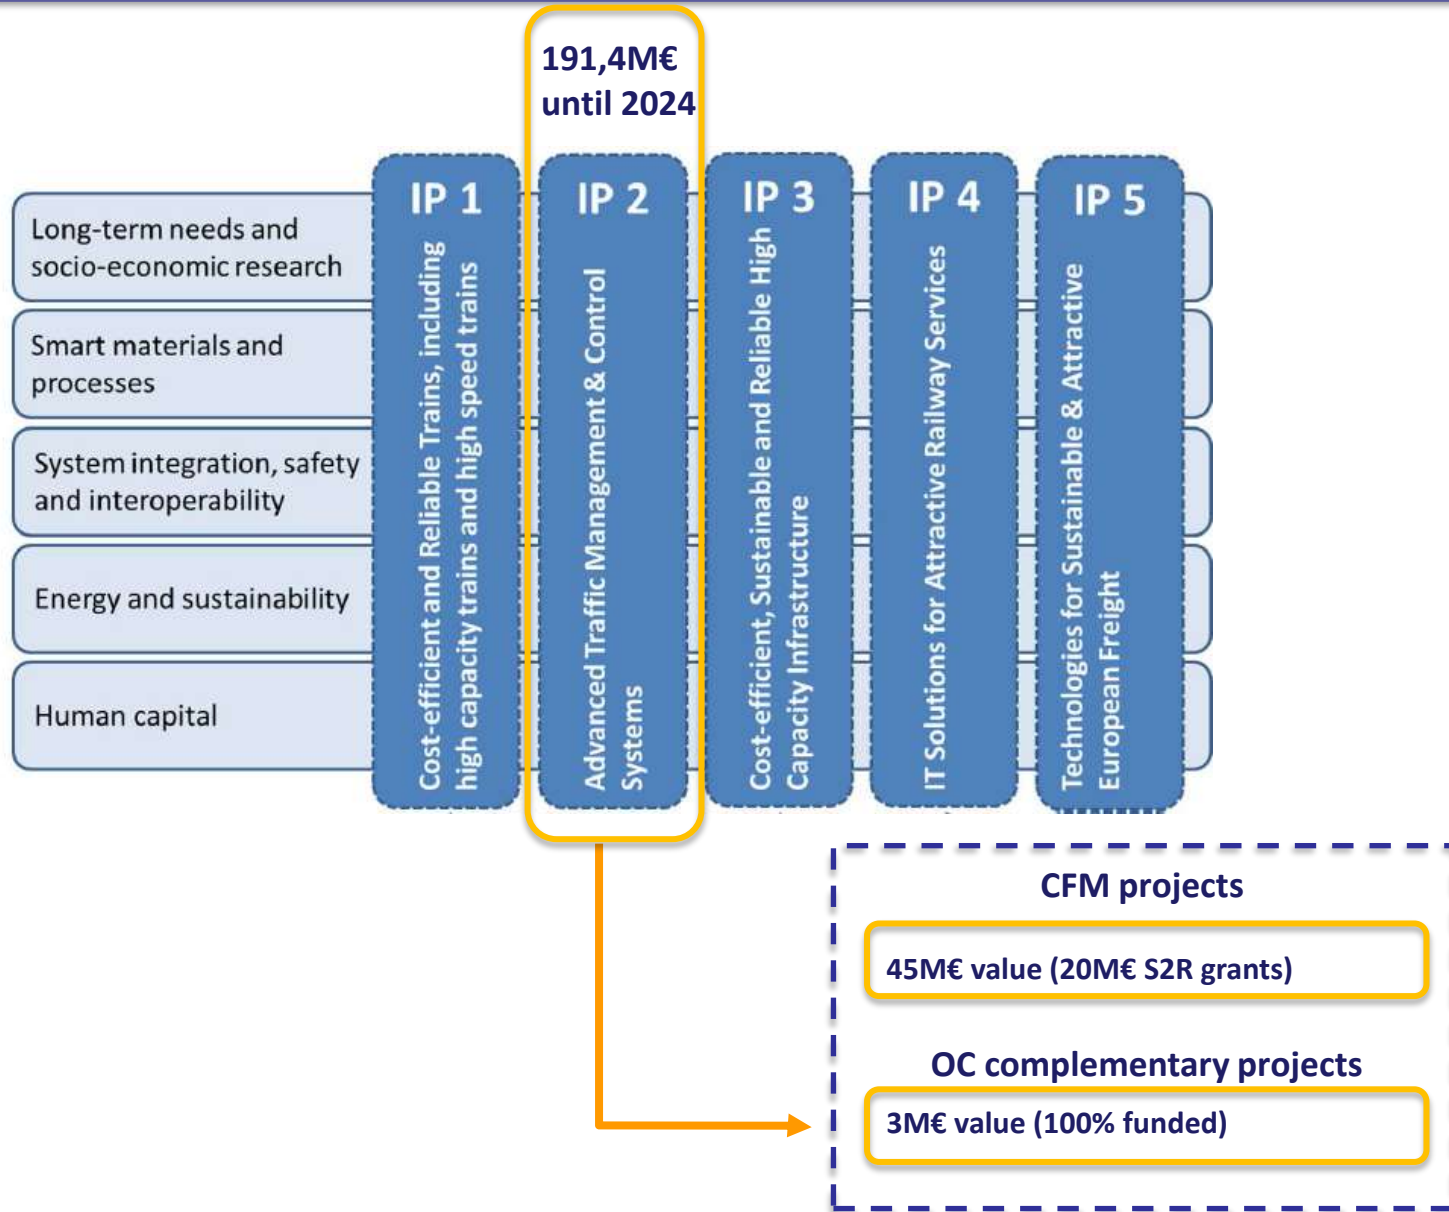 191,4M€
until 2024
Long-term needs and
socio-economic research
Smart materials and
processes
System integration, safety
and interoperability
Energy and sustainability
Human capital
IP 1
Cost-efficient and Reliable Trains, including
high capacity trains and high speed trains
IP 2
Advanced Traffic Management & Control
Systems
IP 3
Cost-efficient, Sustainable and Reliable High
Capacity Infrastructure
IP 4
IT Solutions for Attractive Railway Services
IP 5
Technologies for Sustainable & Attractive
European Freight
CFM projects
45M€ value (20M€ S2R grants)
OC complementary projects
3M€ value (100% funded)